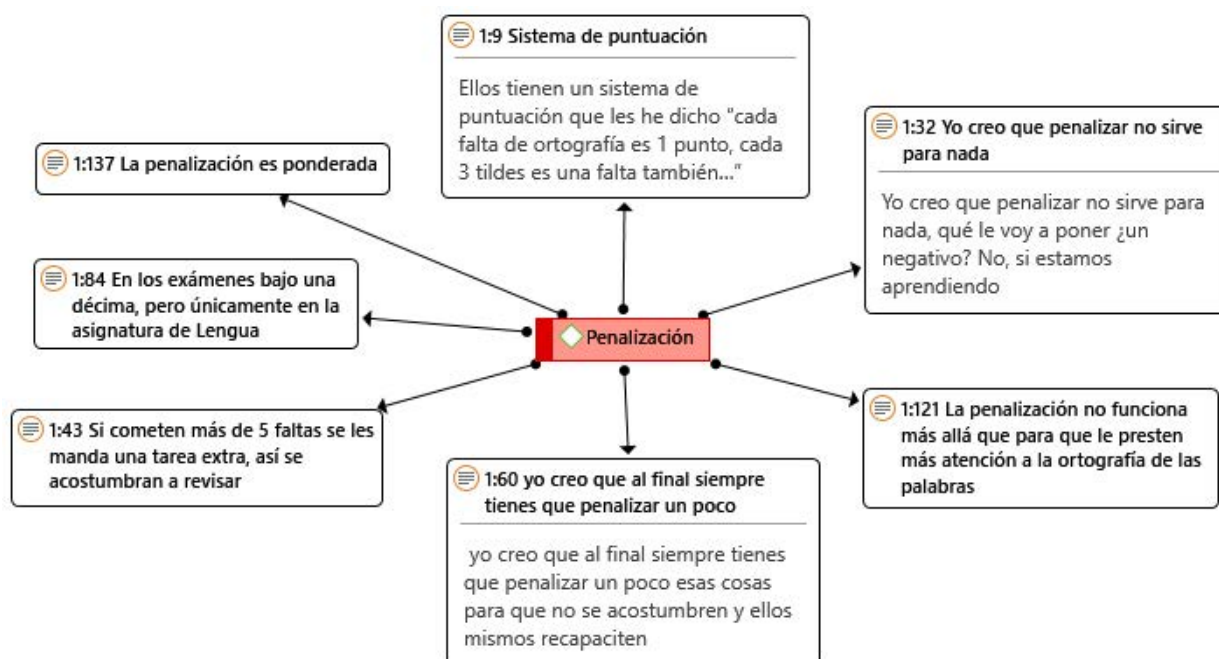 1:9 Sistema de puntuación
Ellos tienen un sistema de
puntuación que les he dicho “cada
falta de ortografía es 1 punto, cada
3 tildes es una falta también...”
1:32 Yo creo que penalizar no sirve
para nada
Yo creo que penalizar no sirve para
nada, qué le voy a poner ¿un
negativo? No, si estamos
aprendiendo
1:137 La penalización es ponderada
1:84 En los exámenes bajo una
décima, pero únicamente en la
asignatura de Lengua
Penalización
1:43 Si cometen más de 5 faltas se les
manda una tarea extra, así se
acostumbran a revisar
1:60 yo creo que al final siempre
tienes que penalizar un poco
yo creo que al final siempre tienes
que penalizar un poco esas cosas
para que no se acostumbren y ellos
mismos recapaciten
1:121 La penalización no funciona
más allá que para que le presten
más atención a la ortografía de las
palabras